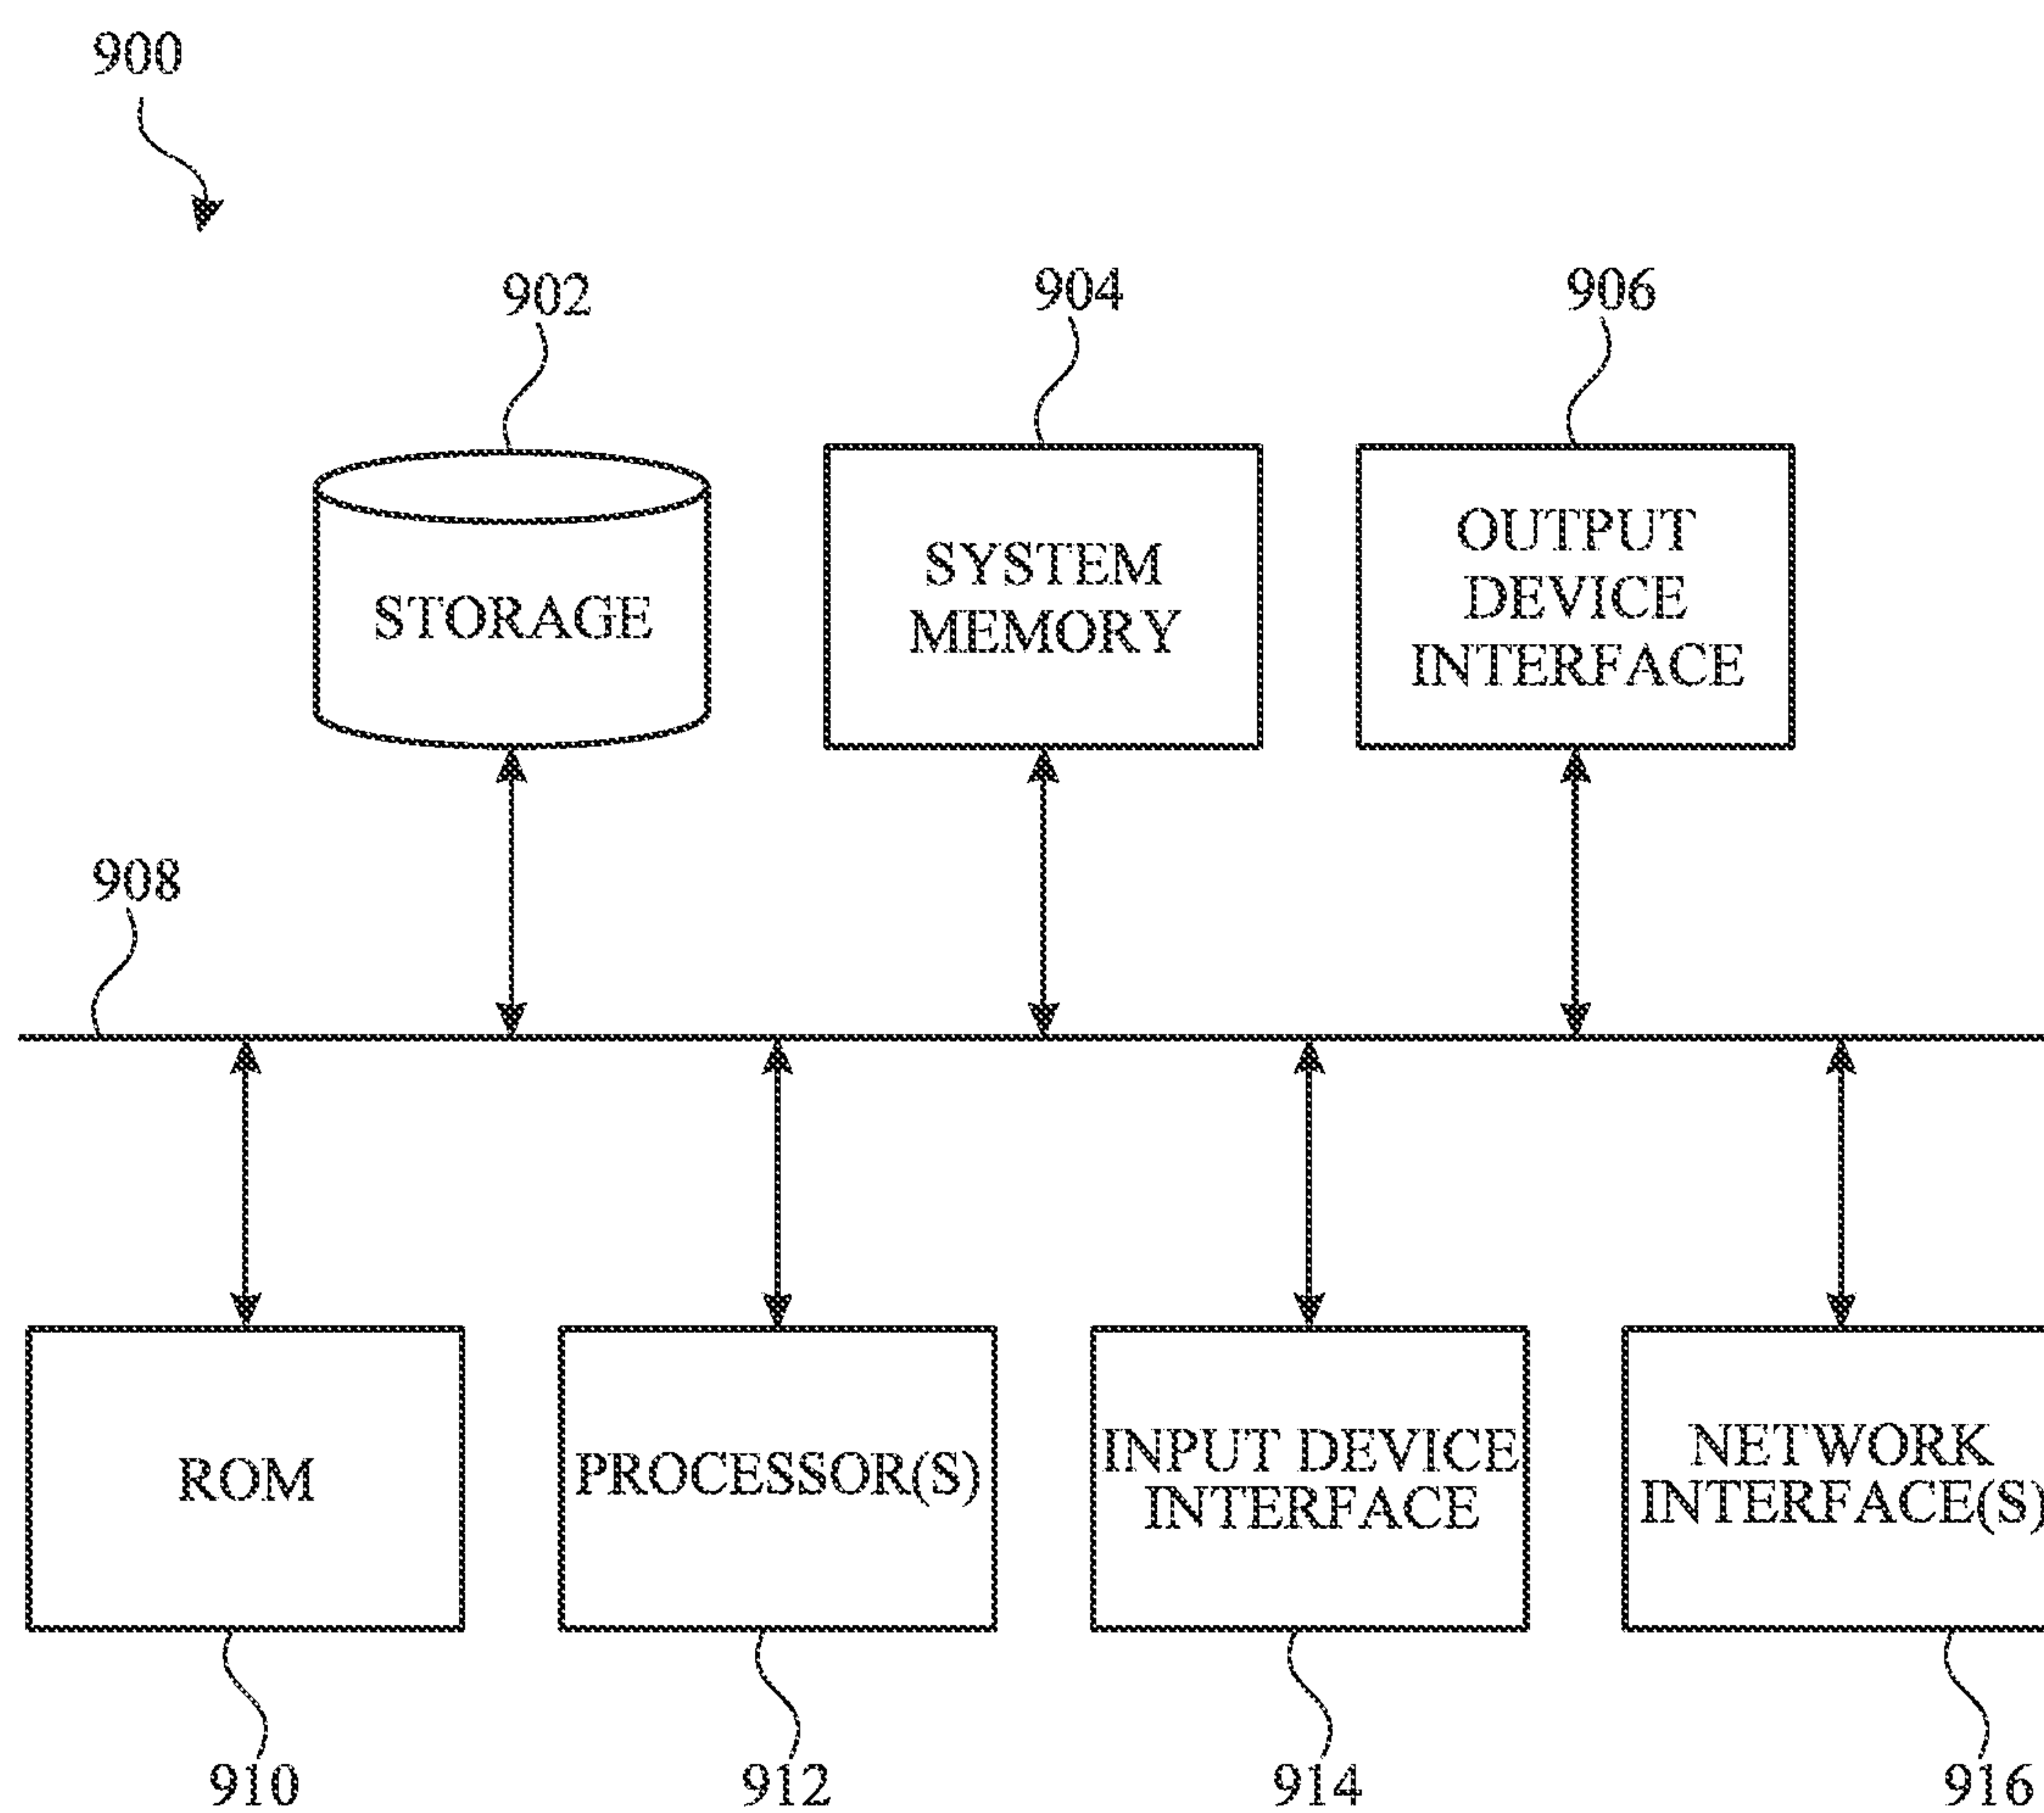 900
902
904
906
STORAGE
SYSTEM
MEMORY
OUTPUT
DEVICE
INTERFACE
908
ROM
PROCESSOR(S)
INPUT DEVICE
INTERFACE
NETWORK
INTERFACE(S)
910
912
914
916